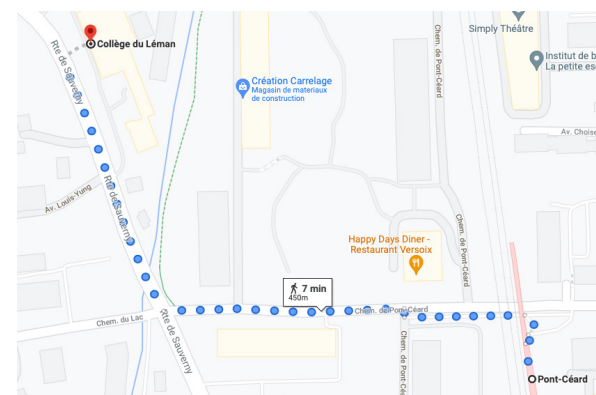 Collège du Léman
Rte de Sauverny
Chem. de Pont-Céard
Simply Théâtre
Institut de b
La petite es
Création Carrelage
Magasin de materiaux
de construction
Av. Choise
Av. Louis-Yung
Rte de Sauverny
Chem. de Pont-Céard
Happy Days Diner -
Restaurant Versoix
7 min
450m
Chem. de Pont-Céard
Chem. du Lac
Rte de Sauverny
Chem. de Pont-Céard
Pont-Céard